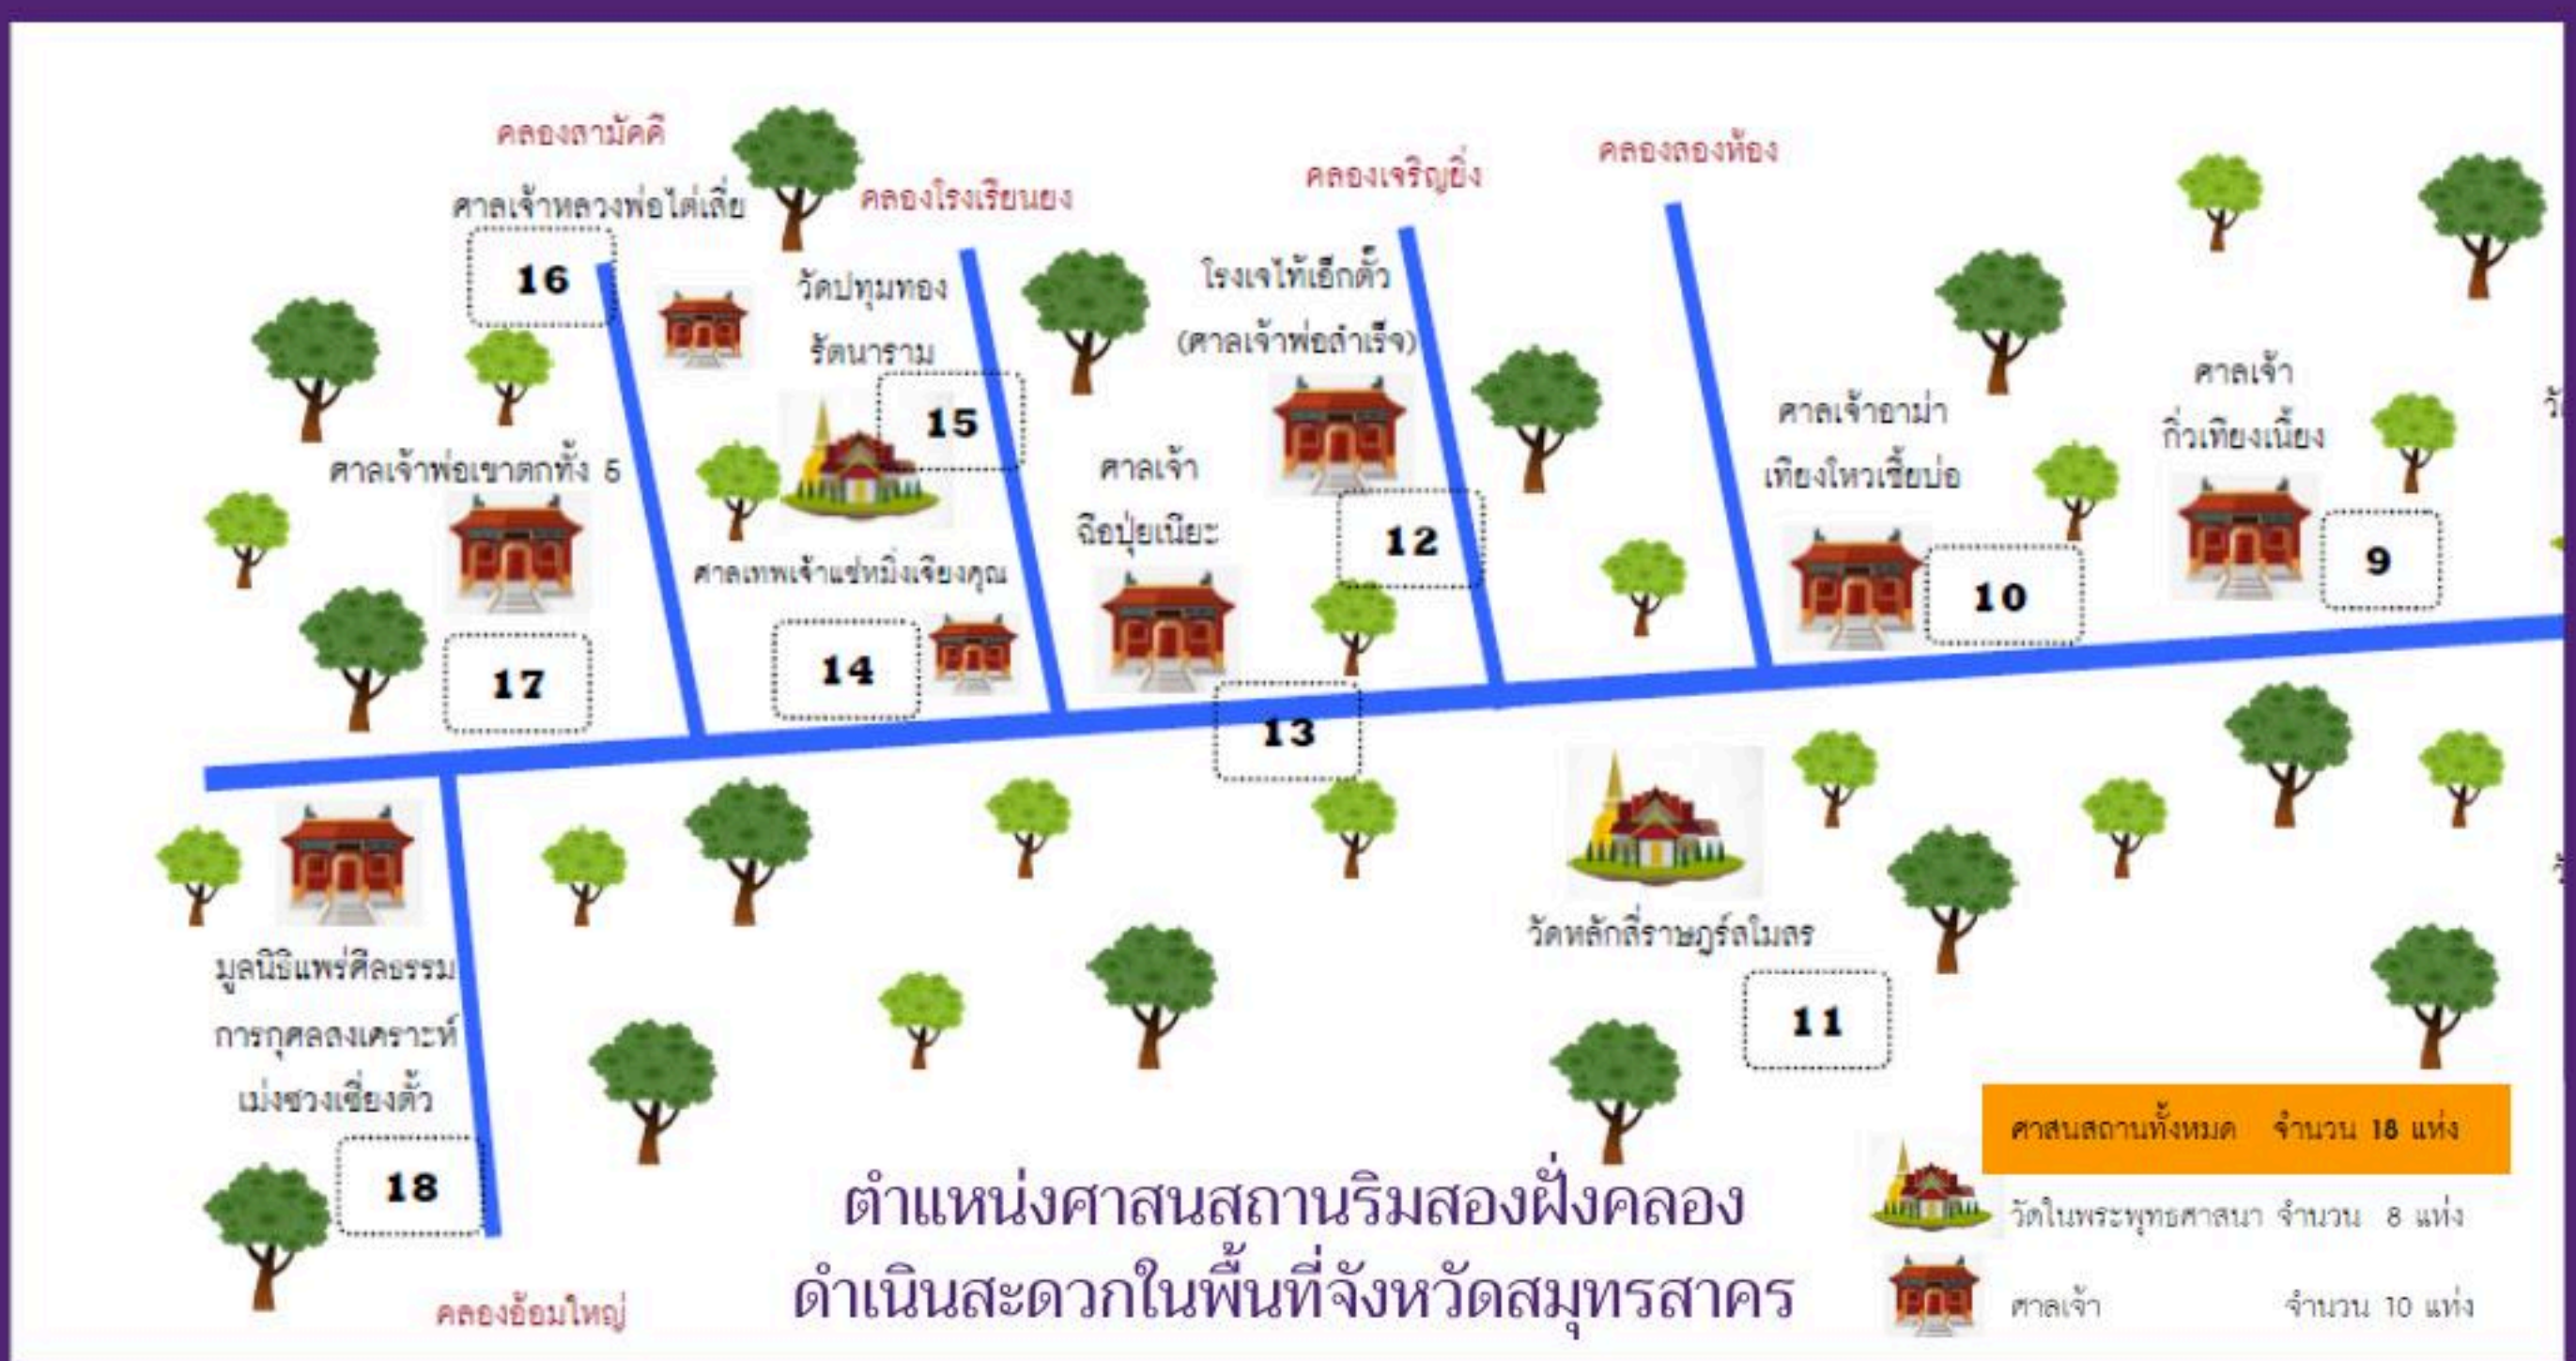 คลองสามัคคี
ศาลเจ้าหลวงพ่อไต่เสี่ย
16
คลองโรงเรียนยง
วัดปทุมทอง
รัตนาราม
15
คลองเจริญยิ่ง
โรงเจไท้เฮ็กตั๊ว
(ศาลเจ้าพ่อสำเร็จ)
12
คลองสองห้อง
ศาลเจ้าพ่อเขาตกทั้ง 5
17
ศาลเทพเจ้าแซ่หมิ่งเจียงคุณ
14
ศาลเจ้า
ฉือปุ่ยเนี๊ยะ
13
ศาลเจ้าอาม่า
เทียงโหวเซี้ยบ่อ
10
ศาลเจ้า
กิ่วเทียงเนี้ยง
9
มูลนิธิแพร่ศีลธรรม
การกุศลสงเคราะห์
เม่งซวงเซี่ยงตั๊ว
18
คลองอ้อมใหญ่
วัดหลักสี่ราษฎร์สโมสร
11
ตำแหน่งศาสนสถานริมสองฝั่งคลอง
ดำเนินสะดวกในพื้นที่จังหวัดสมุทรสาคร
ศาสนสถานทั้งหมด จำนวน 18 แห่ง
วัดในพระพุทธศาสนา จำนวน 8 แห่ง
ศาลเจ้า จำนวน 10 แห่ง